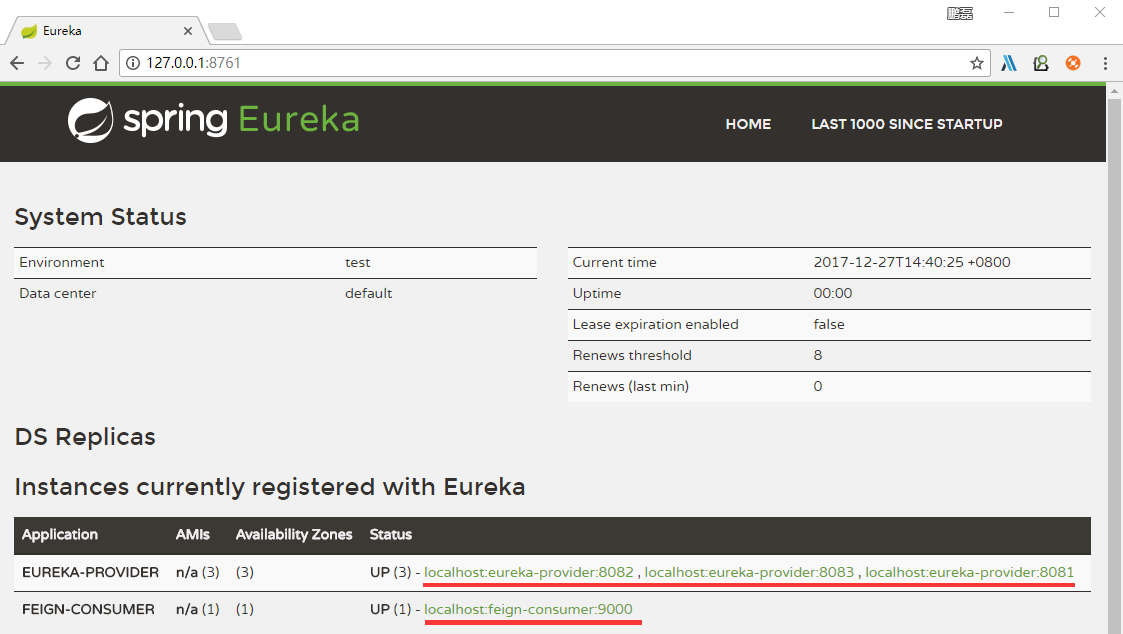 Eureka
鹏磊
127.0.0.1:8761
spring Eureka
HOME LAST 1000 SINCE STARTUP
System Status
Environment test
Data center default
Current time 2017-12-27T14:40:25 +0800
Uptime 00:00
Lease expiration enabled false
Renews threshold 8
Renews (last min) 0
DS Replicas
Instances currently registered with Eureka
Application AMIs Availability Zones Status
EUREKA-PROVIDER n/a (3) (3) UP (3) - localhost:eureka-provider:8082 , localhost:eureka-provider:8083 , localhost:eureka-provider:8081
FEIGN-CONSUMER n/a (1) (1) UP (1) - localhost:feign-consumer:9000